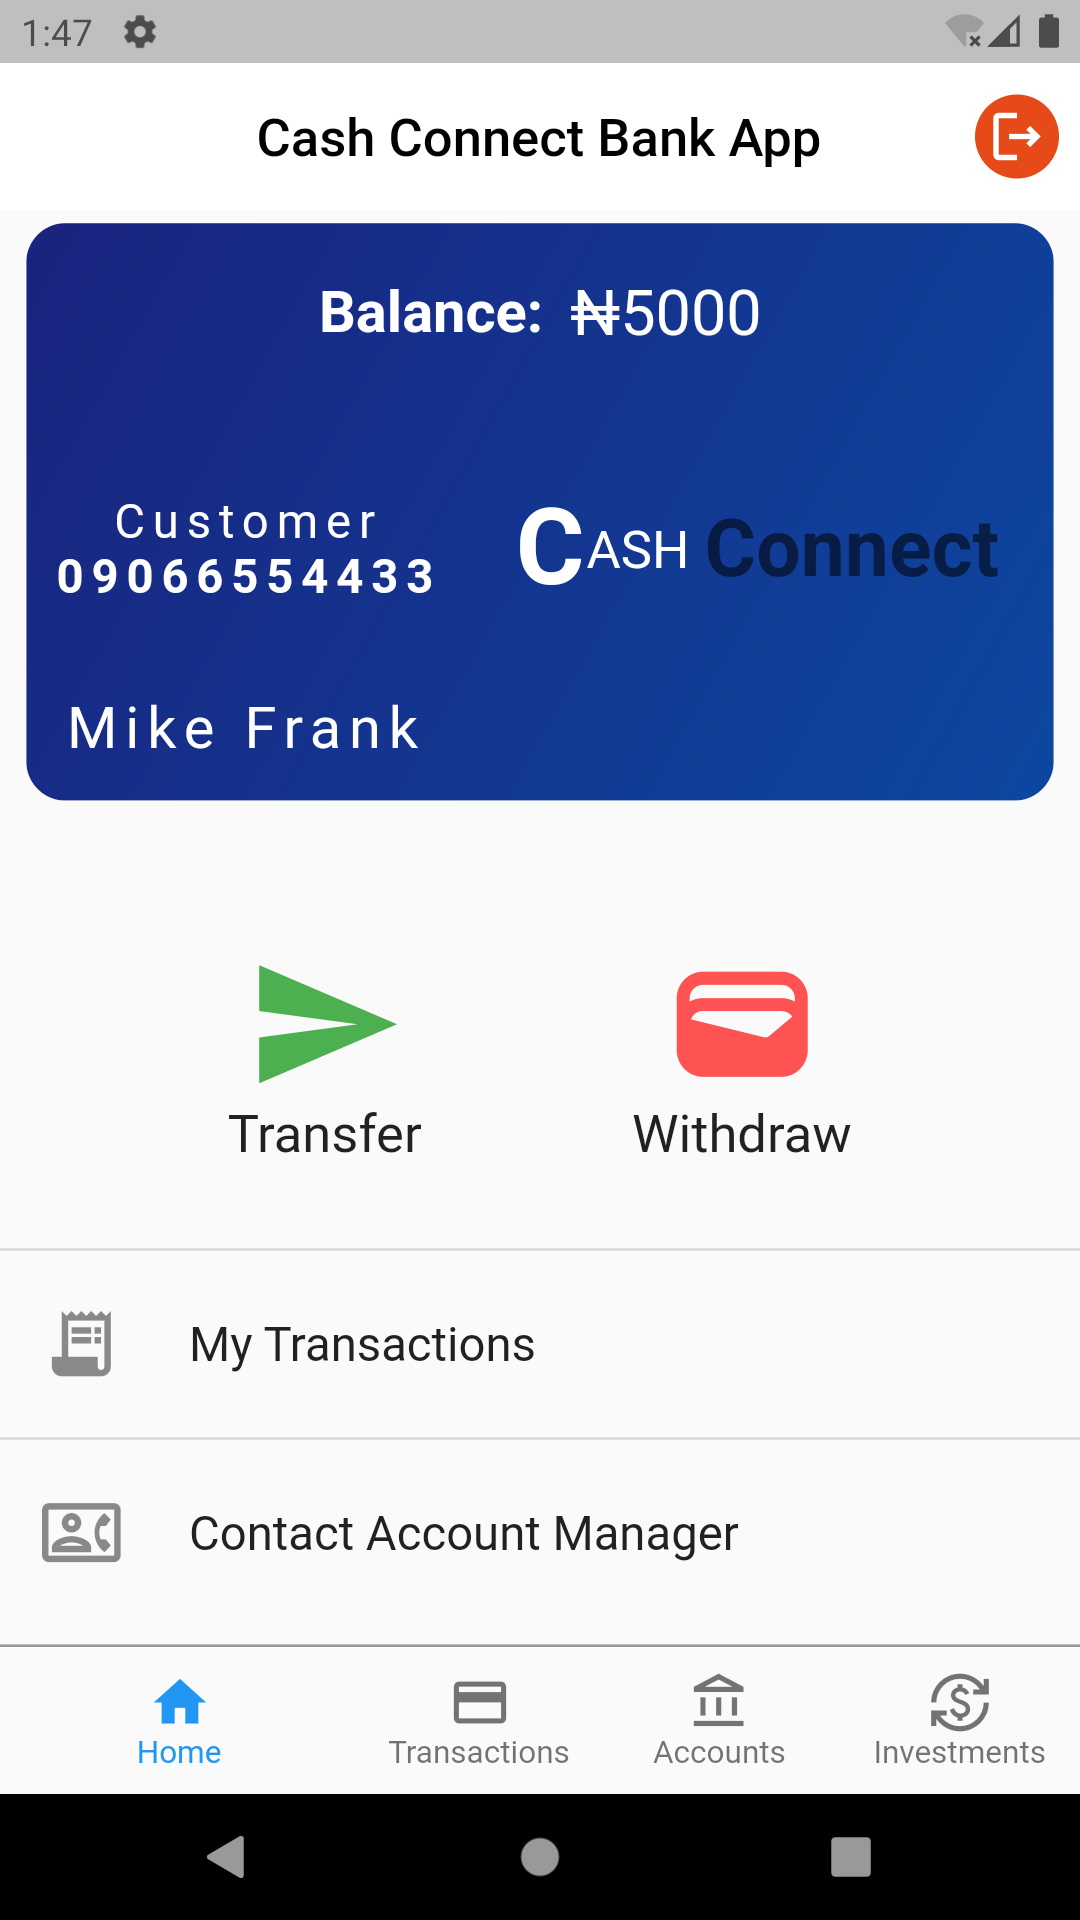 1:47
Cash Connect Bank App
Balance: ₦5000
Customer
09066554433
CASH Connect
Mike Frank
Transfer
Withdraw
My Transactions
Contact Account Manager
Home
Transactions
Accounts
Investments